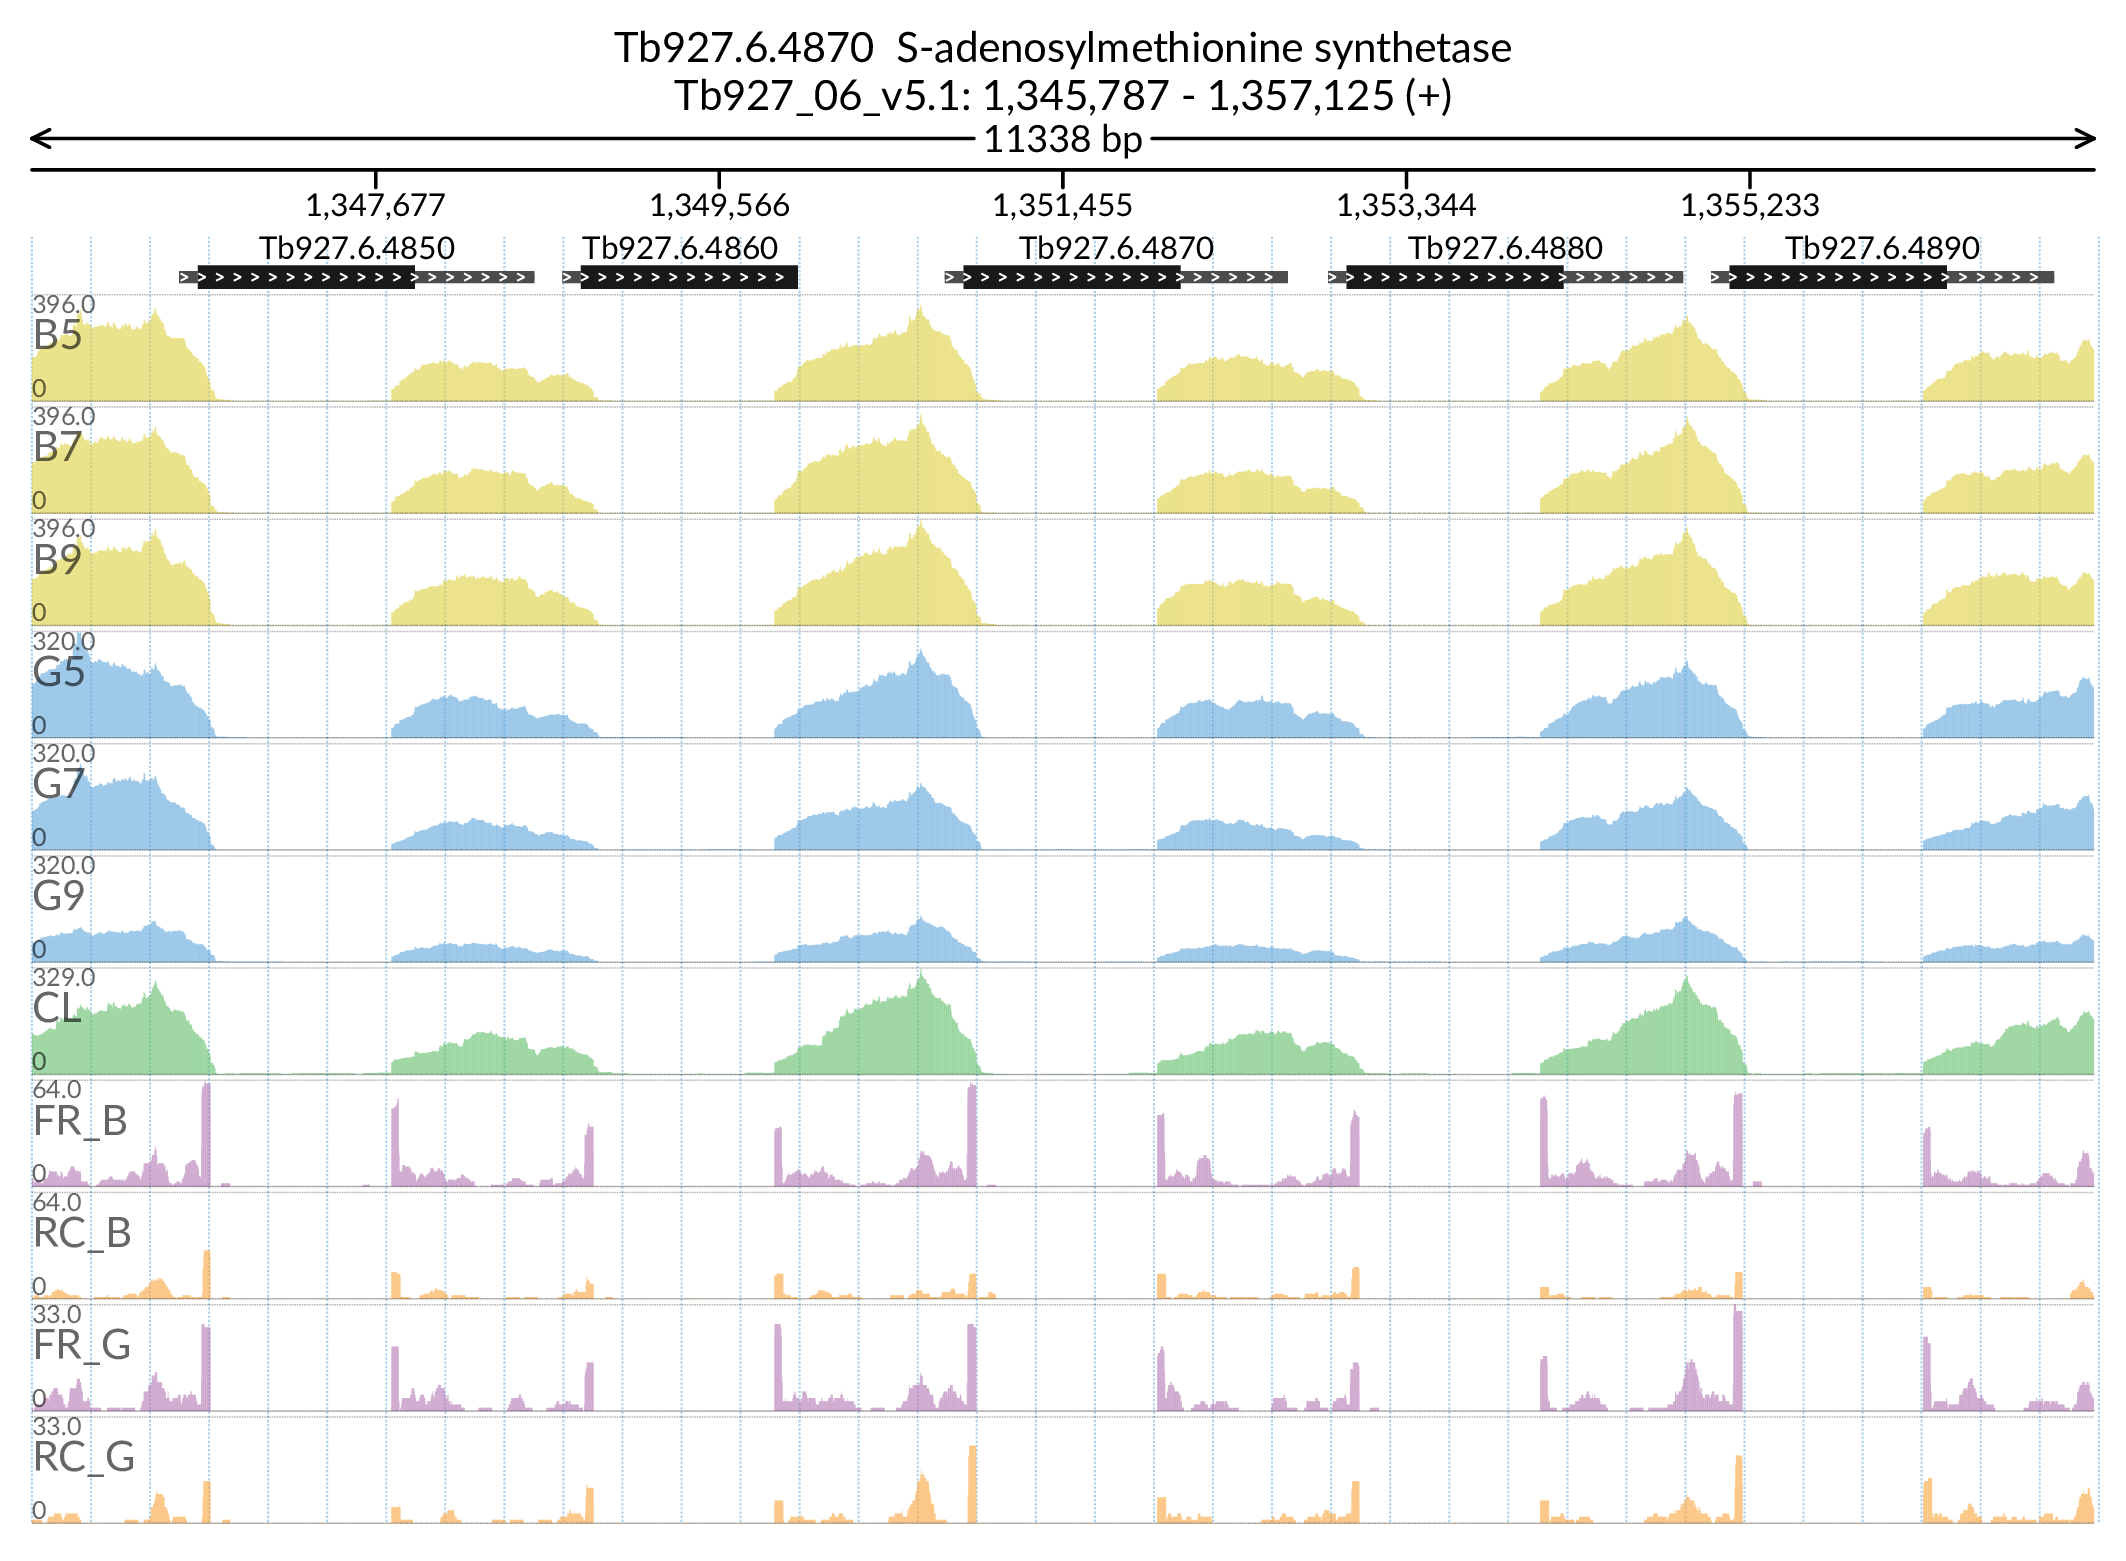 Tb927.6.4870  S-adenosylmethionine synthetase
Tb927_06_v5.1: 1,345,787 - 1,357,125 (+)
11338 bp
1,347,677 1,349,566 1,351,455 1,353,344 1,355,233
Tb927.6.4850 Tb927.6.4860 Tb927.6.4870 Tb927.6.4880 Tb927.6.4890
396.0
B5
0
396.0
B7
0
396.0
B9
0
320.0
G5
0
320.0
G7
0
320.0
G9
0
329.0
CL
0
64.0
FR_B
0
64.0
RC_B
0
33.0
FR_G
0
33.0
RC_G
0